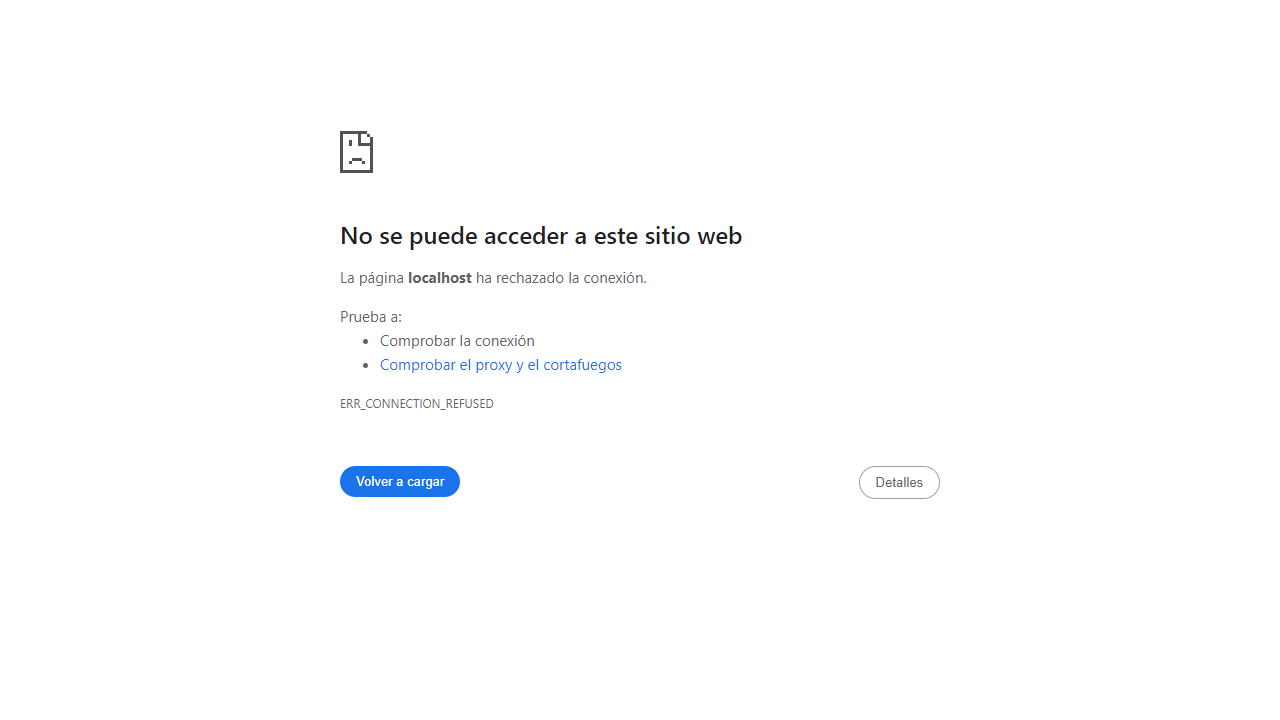 No se puede acceder a este sitio web
La página localhost ha rechazado la conexión.
Prueba a:
Comprobar la conexión
Comprobar el proxy y el cortafuegos
ERR_CONNECTION_REFUSED
Volver a cargar
Detalles